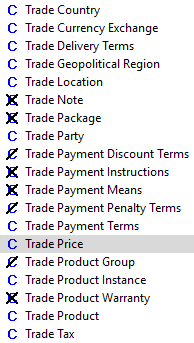 C Trade Country
C Trade Currency Exchange
C Trade Delivery Terms
C Trade Geopolitical Region
C Trade Location
C Trade Note
C Trade Package
C Trade Party
C Trade Payment Discount Terms
C Trade Payment Instructions
C Trade Payment Means
C Trade Payment Penalty Terms
C Trade Payment Terms
C Trade Price
C Trade Product Group
C Trade Product Instance
C Trade Product Warranty
C Trade Product
C Trade Tax